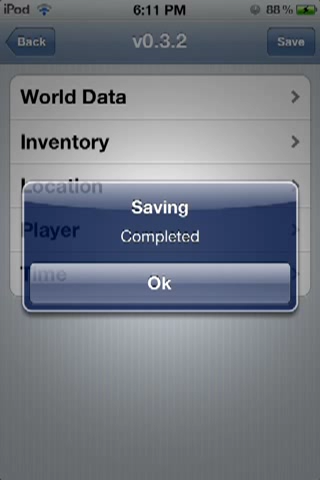 iPod 6:11 PM 88%
Back v0.3.2 Save
World Data
Inventory
Location
Saving
Player
Completed
Time
Ok